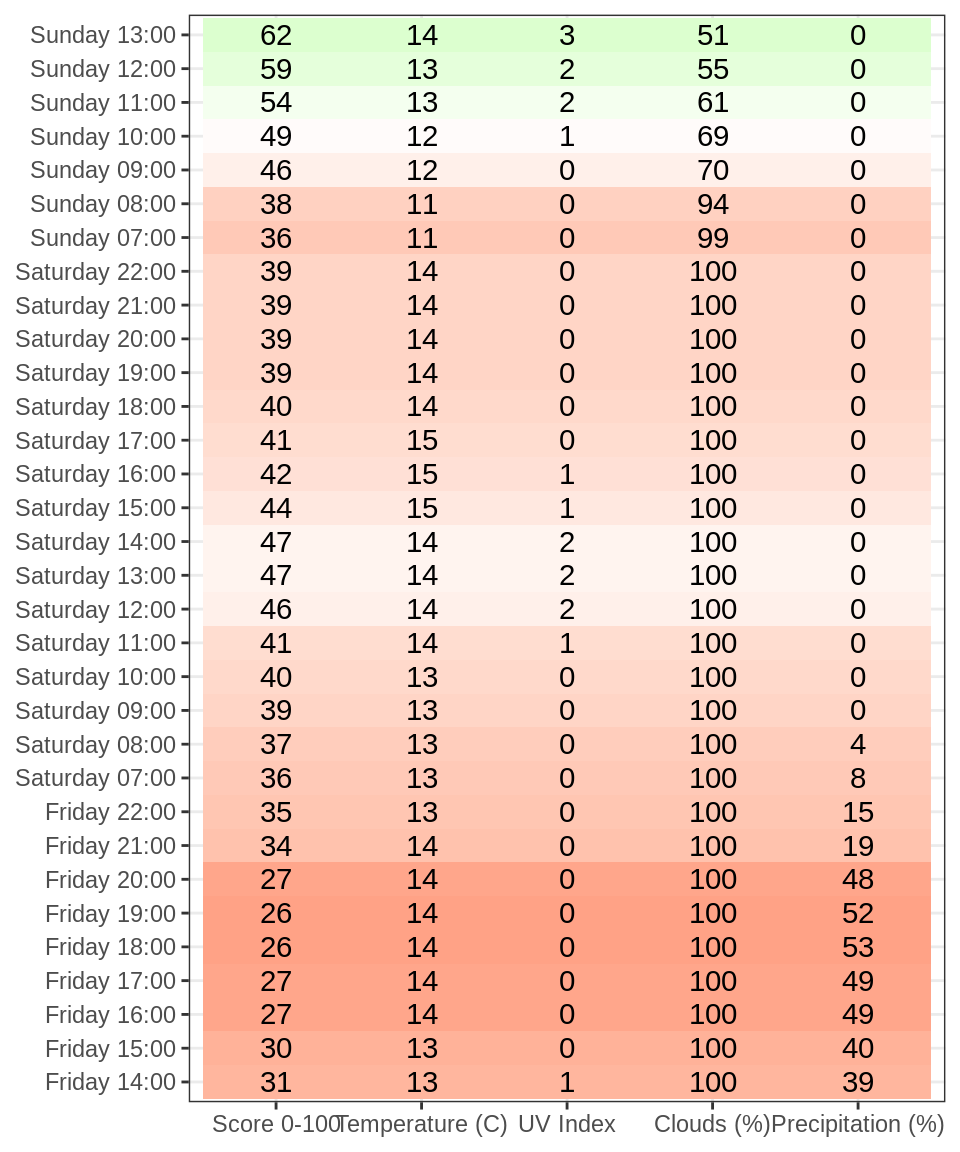 Sunday 13:00 62 14 3 51 0
Sunday 12:00 59 13 2 55 0
Sunday 11:00 54 13 2 61 0
Sunday 10:00 49 12 1 69 0
Sunday 09:00 46 12 0 70 0
Sunday 08:00 38 11 0 94 0
Sunday 07:00 36 11 0 99 0
Saturday 22:00 39 14 0 100 0
Saturday 21:00 39 14 0 100 0
Saturday 20:00 39 14 0 100 0
Saturday 19:00 39 14 0 100 0
Saturday 18:00 40 14 0 100 0
Saturday 17:00 41 15 0 100 0
Saturday 16:00 42 15 1 100 0
Saturday 15:00 44 15 1 100 0
Saturday 14:00 47 14 2 100 0
Saturday 13:00 47 14 2 100 0
Saturday 12:00 46 14 2 100 0
Saturday 11:00 41 14 1 100 0
Saturday 10:00 40 13 0 100 0
Saturday 09:00 39 13 0 100 0
Saturday 08:00 37 13 0 100 4
Saturday 07:00 36 13 0 100 8
Friday 22:00 35 13 0 100 15
Friday 21:00 34 14 0 100 19
Friday 20:00 27 14 0 100 48
Friday 19:00 26 14 0 100 52
Friday 18:00 26 14 0 100 53
Friday 17:00 27 14 0 100 49
Friday 16:00 27 14 0 100 49
Friday 15:00 30 13 0 100 40
Friday 14:00 31 13 1 100 39
Score 0-100 Temperature (C) UV Index Clouds (%) Precipitation (%)